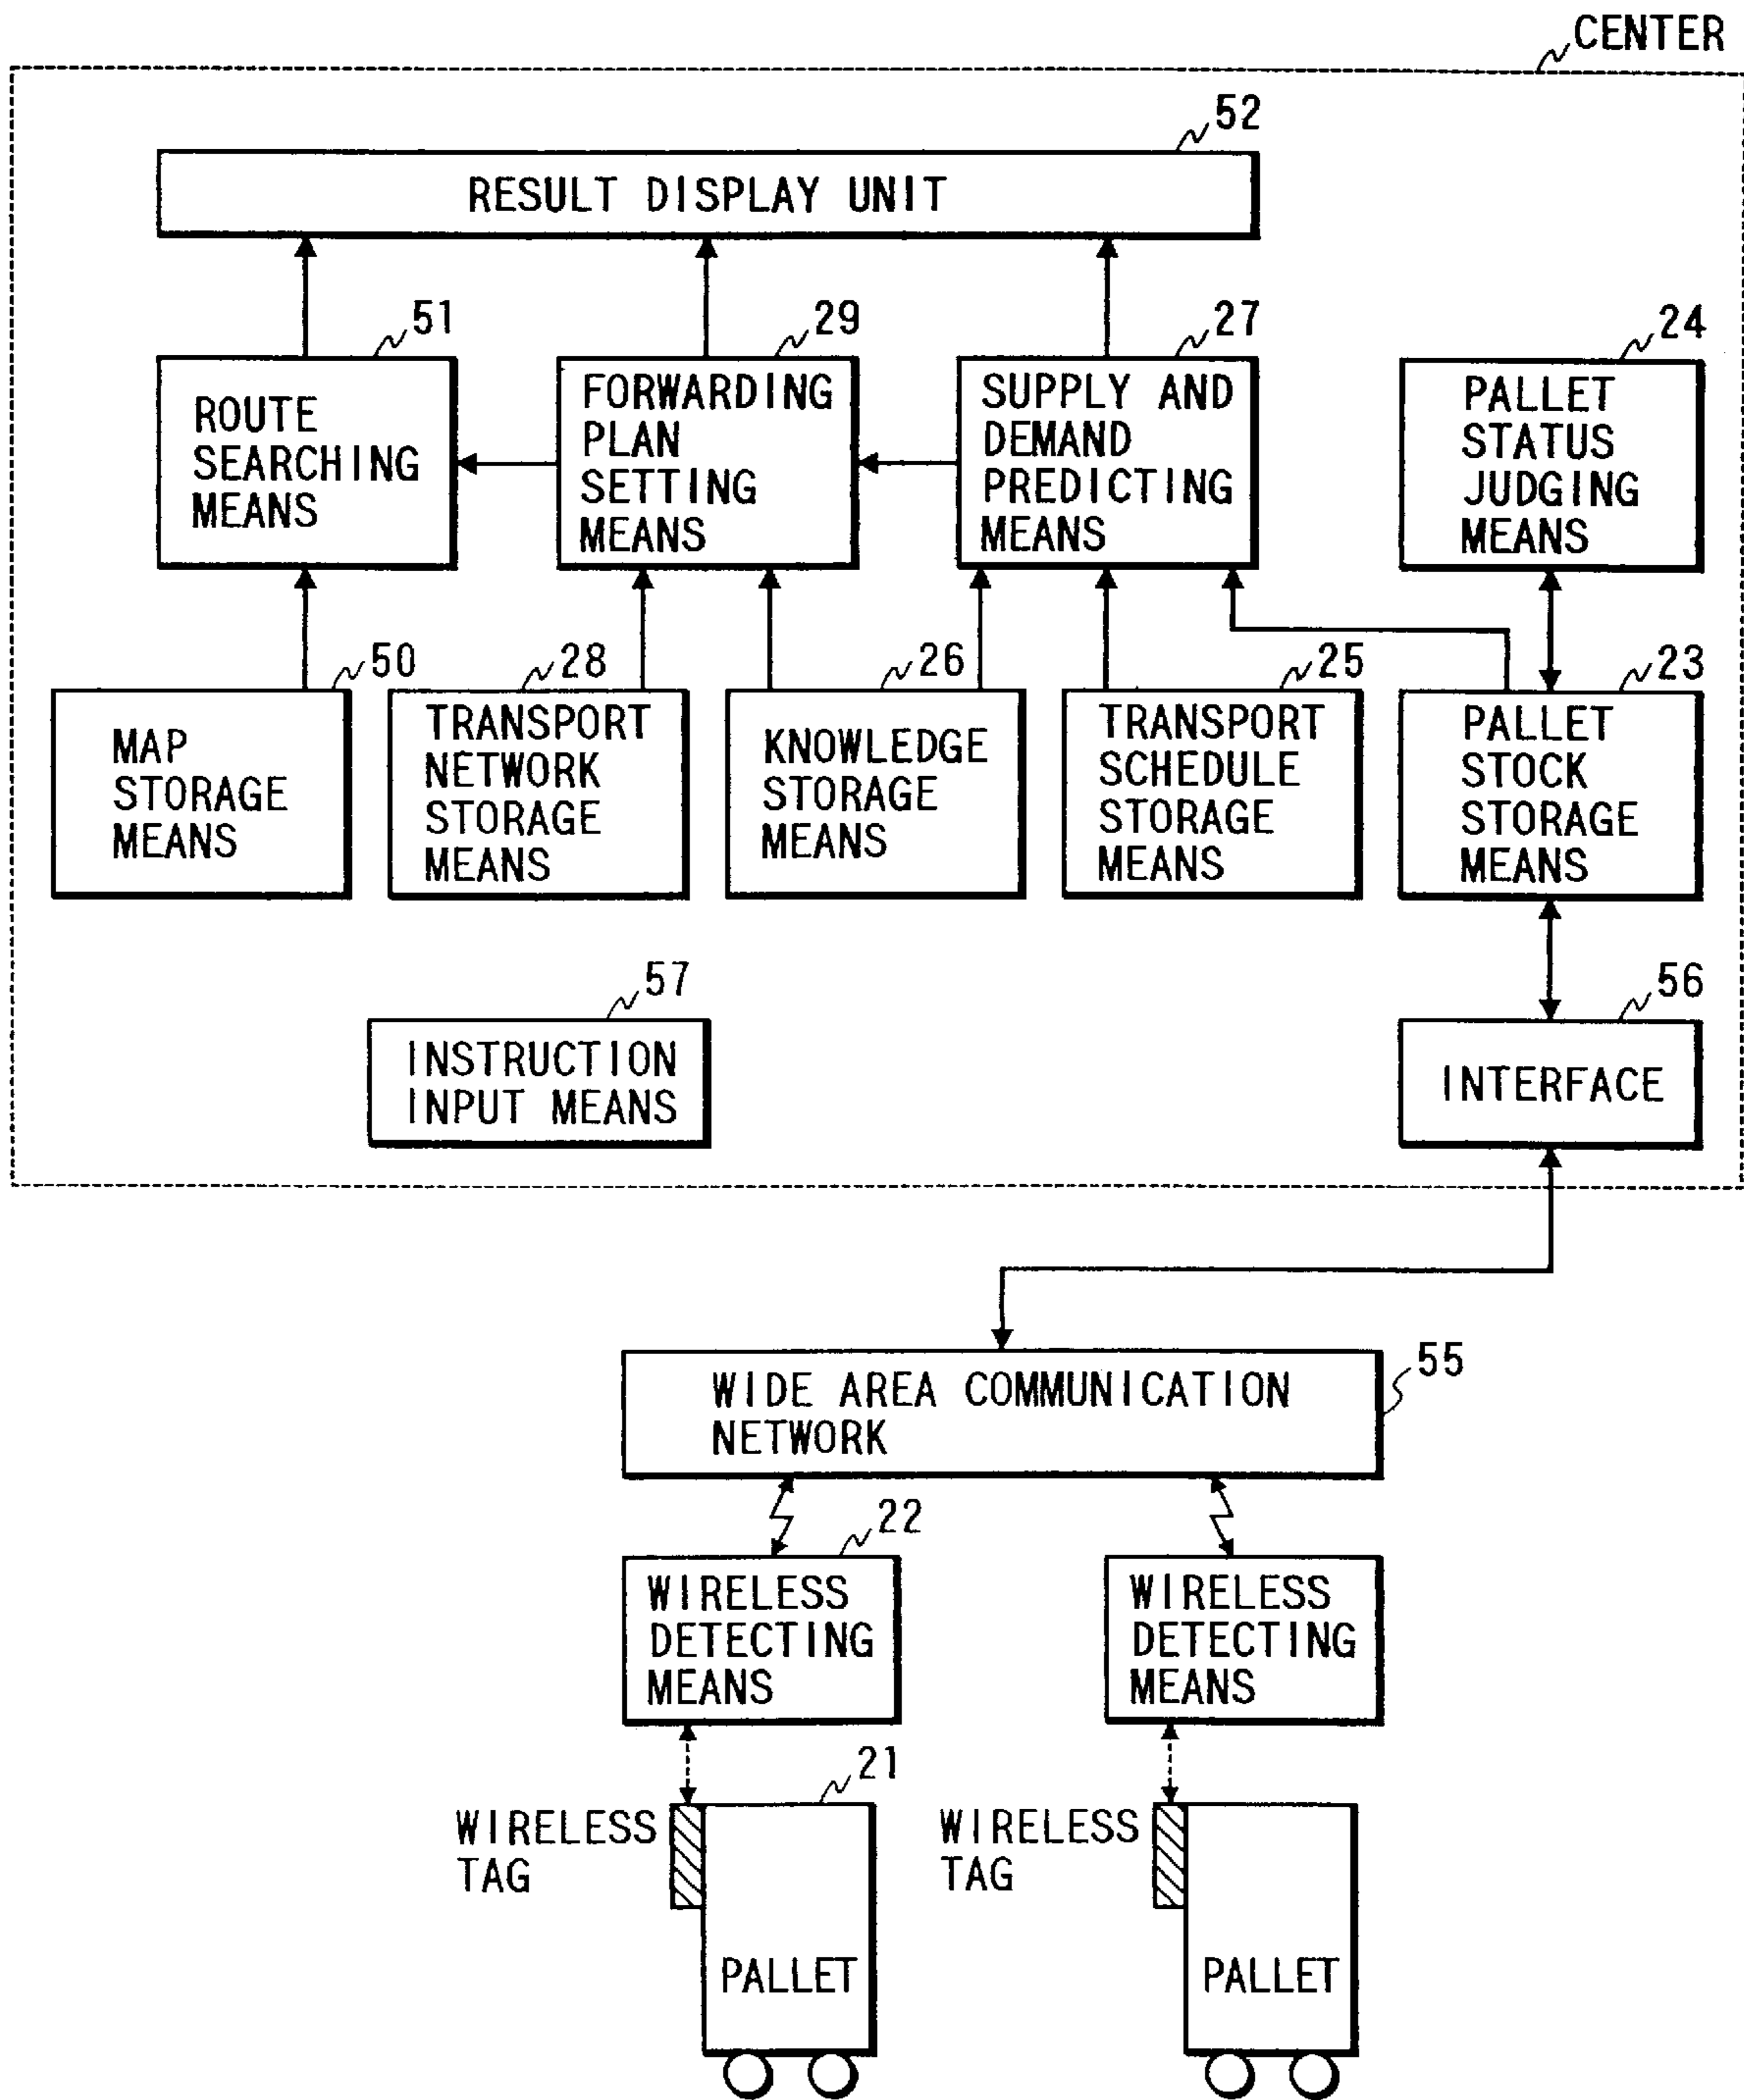 CENTER
52
RESULT DISPLAY UNIT
51
29
27
24
ROUTE
SEARCHING
MEANS
FORWARDING
PLAN
SETTING
MEANS
SUPPLY AND
DEMAND
PREDICTING
MEANS
PALLET
STATUS
JUDGING
MEANS
50
28
26
25
23
MAP
STORAGE
MEANS
TRANSPORT
NETWORK
STORAGE
MEANS
KNOWLEDGE
STORAGE
MEANS
TRANSPORT
SCHEDULE
STORAGE
MEANS
PALLET
STOCK
STORAGE
MEANS
57
INSTRUCTION
INPUT MEANS
56
INTERFACE
55
WIDE AREA COMMUNICATION
NETWORK
22
WIRELESS
DETECTING
MEANS
WIRELESS
DETECTING
MEANS
21
WIRELESS
TAG
PALLET
WIRELESS
TAG
PALLET